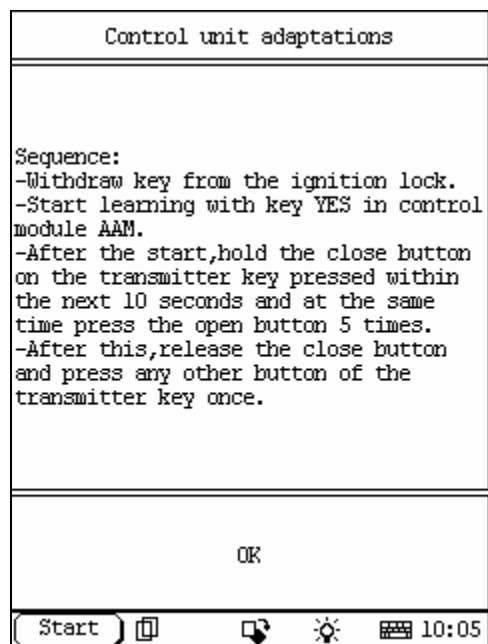 Control unit adaptations
Sequence:
-Withdraw key from the ignition lock.
-Start learning with key YES in control
module AAM.
-After the start,hold the close button
on the transmitter key pressed within
the next 10 seconds and at the same
time press the open button 5 times.
-After this,release the close button
and press any other button of the
transmitter key once.
OK
Start 10:05